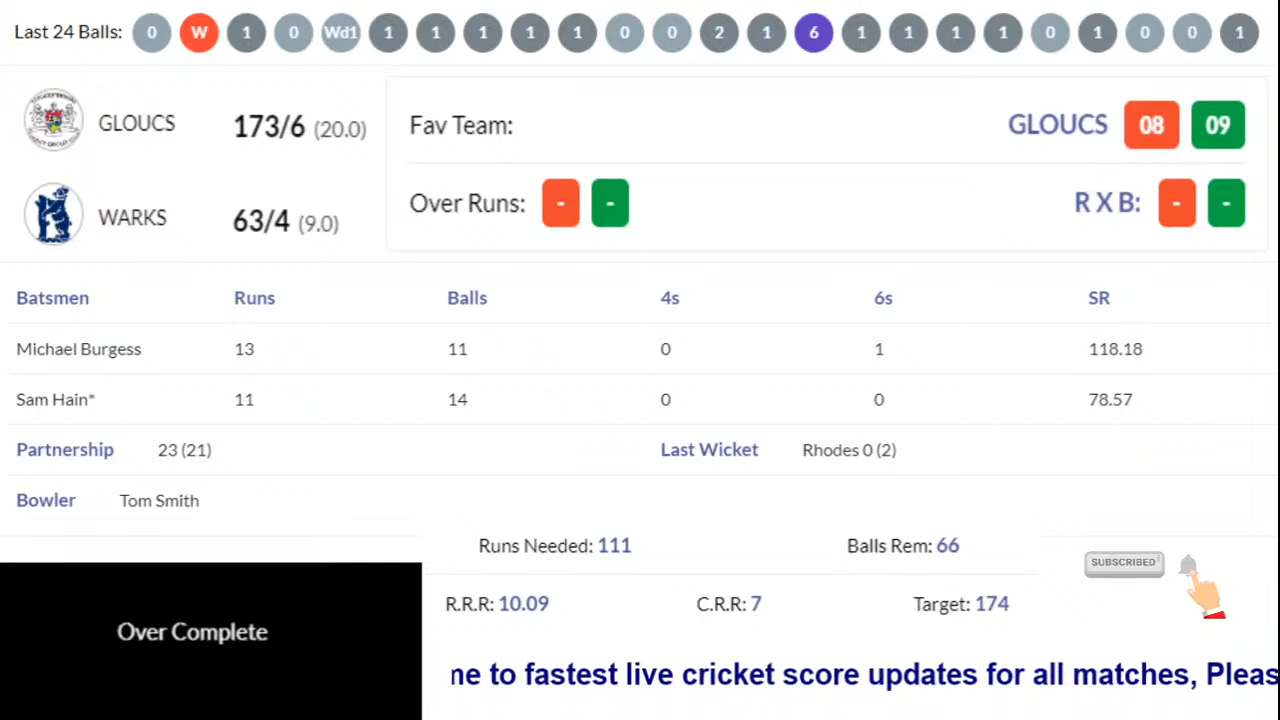 Last 24 Balls: 0 W 1 0 Wd1 1 1 1 1 1 0 0 2 1 6 1 1 1 1 0 1 0 0 1
GLOUCS 173/6 (20.0)
Fav Team: GLOUCS 08 09
WARKS 63/4 (9.0)
Over Runs: - - R X B: - -
Batsmen Runs Balls 4s 6s SR
Michael Burgess 13 11 0 1 118.18
Sam Hain* 11 14 0 0 78.57
Partnership 23 (21) Last Wicket Rhodes 0 (2)
Bowler Tom Smith
Runs Needed: 111 Balls Rem: 66
SUBSCRIBED
R.R.R: 10.09 C.R.R: 7 Target: 174
Over Complete
me to fastest live cricket score updates for all matches, Pleas